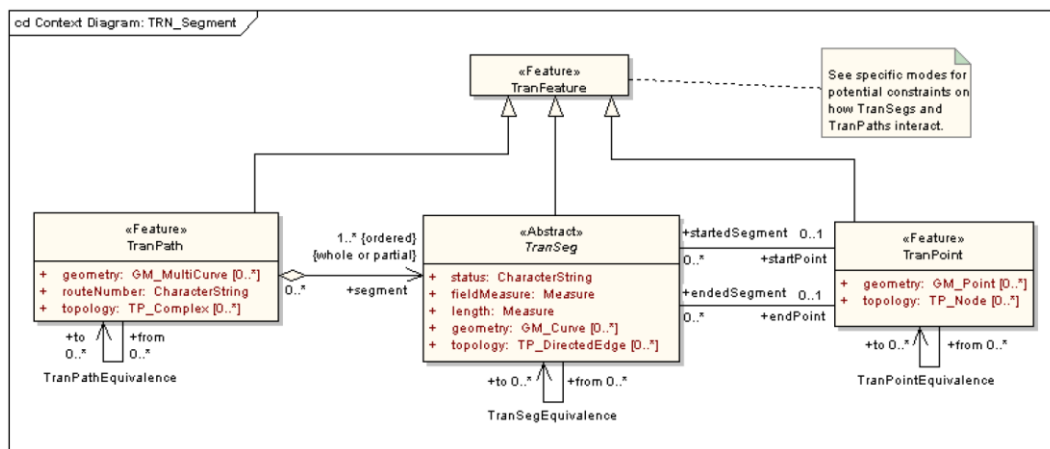 cd Context Diagram: TRN_Segment
«Feature»
TranFeature
See specific modes for
potential constraints on
how TranSegs and
TranPaths interact.
«Feature»
TranPath
+ geometry: GM_MultiCurve [0..*]
+ routeNumber: CharacterString
+ topology: TP_Complex [0..*]
1..* {ordered}
{whole or partial}
0..*
+segment
«Abstract»
TranSeg
+ status: CharacterString
+ fieldMeasure: Measure
+ length: Measure
+ geometry: GM_Curve [0..*]
+ topology: TP_DirectedEdge [0..*]
+startedSegment 0..1
0..* +startPoint
+endedSegment 0..1
0..* +endPoint
«Feature»
TranPoint
+ geometry: GM_Point [0..*]
+ topology: TP_Node [0..*]
+to +from
0..* 0..*
TranPathEquivalence
+to 0..* +from 0..*
TranSegEquivalence
+to 0..* +from 0..*
TranPointEquivalence